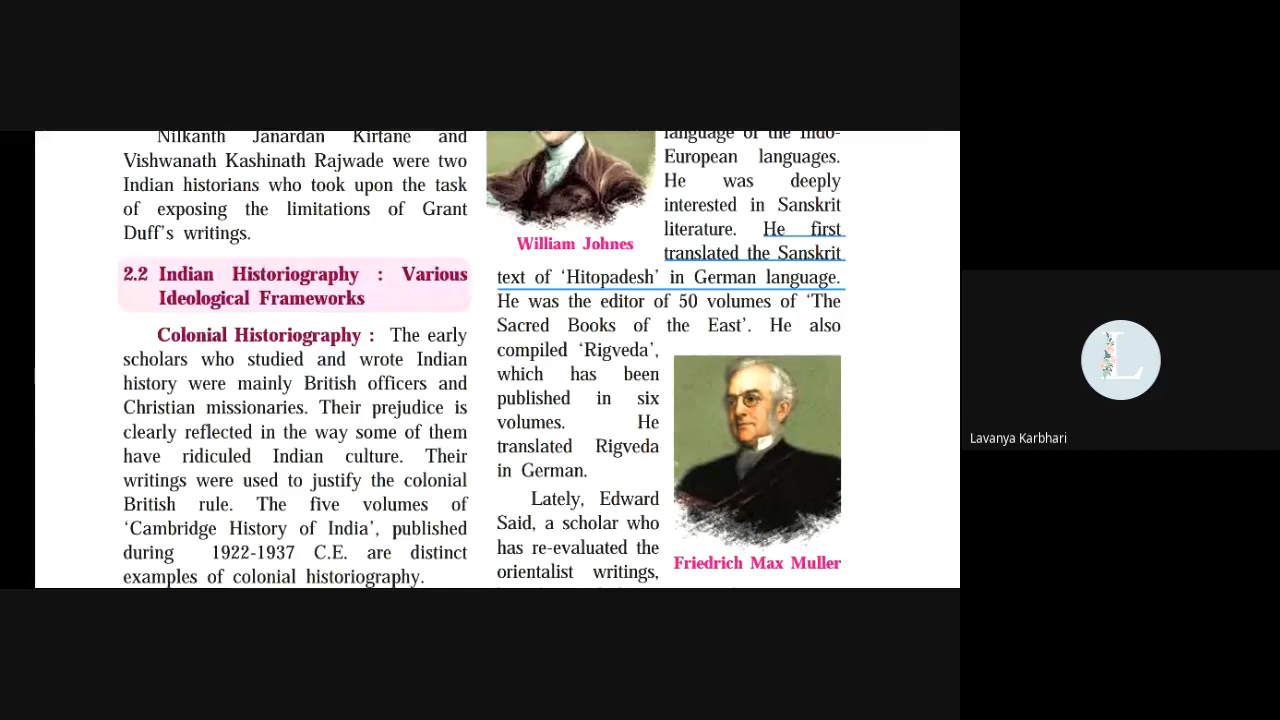 Nilkanth Janardan Kirtane and
Vishwanath Kashinath Rajwade were two
Indian historians who took upon the task
of exposing the limitations of Grant
Duff’s writings.
2.2 Indian Historiography : Various
Ideological Frameworks
Colonial Historiography : The early
scholars who studied and wrote Indian
history were mainly British officers and
Christian missionaries. Their prejudice is
clearly reflected in the way some of them
have ridiculed Indian culture. Their
writings were used to justify the colonial
British rule. The five volumes of
‘Cambridge History of India’, published
during 1922-1937 C.E. are distinct
examples of colonial historiography.
William Johnes
language of the Indo-
European languages.
He was deeply
interested in Sanskrit
literature. He first
translated the Sanskrit
text of ‘Hitopadesh’ in German language.
He was the editor of 50 volumes of ‘The
Sacred Books of the East’. He also
compiled ‘Rigveda’,
which has been
published in six
volumes. He
translated Rigveda
in German.
Lately, Edward
Said, a scholar who
has re-evaluated the
orientalist writings,
Friedrich Max Muller
L
Lavanya Karbhari